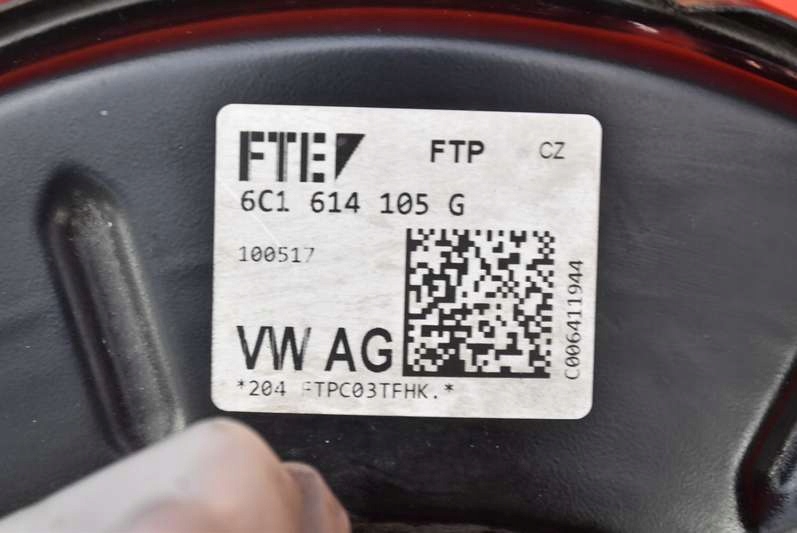 FTE FTP CZ
6C1 614 105 G
100517
C006411944
VW AG
*204 FTPC03TFHK.*